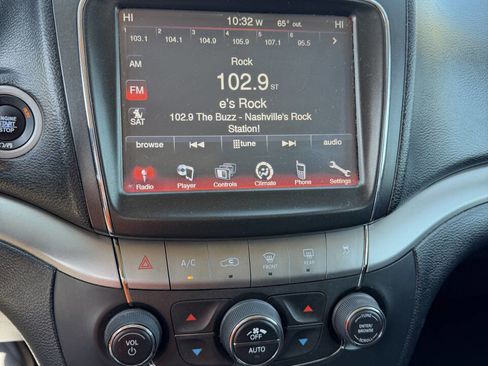 HI 10:32 W 65° out. HI
1 2 3 4 5 6
103.1 104.1 104.9 105.9 107.1 95.5
AM
FM
SAT
Rock
102.9 ST
e's Rock
102.9 The Buzz - Nashville's Rock
Station!
browse tune audio
Radio Player Controls Climate Phone Settings
ENGINE
START
STOP
A/C
FRONT
REAR
VOL
OFF
AUTO
TUNE
ENTER/
BROWSE
SCROLL